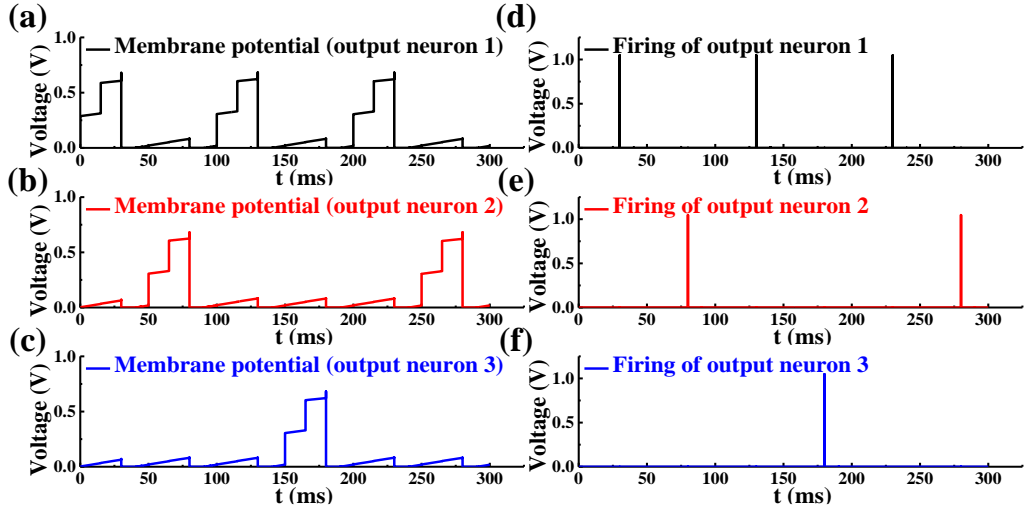 (a)
Membrane potential (output neuron 1)
Voltage (V)
1.0
0.5
0.0
0 50 100 150 200 250 300
t (ms)
(d)
Firing of output neuron 1
Voltage (V)
1.0
0.5
0.0
0 50 100 150 200 250 300
t (ms)
(b)
Membrane potential (output neuron 2)
Voltage (V)
1.0
0.5
0.0
0 50 100 150 200 250 300
t (ms)
(e)
Firing of output neuron 2
Voltage (V)
1.0
0.5
0.0
0 50 100 150 200 250 300
t (ms)
(c)
Membrane potential (output neuron 3)
Voltage (V)
1.0
0.5
0.0
0 50 100 150 200 250 300
t (ms)
(f)
Firing of output neuron 3
Voltage (V)
1.0
0.5
0.0
0 50 100 150 200 250 300
t (ms)